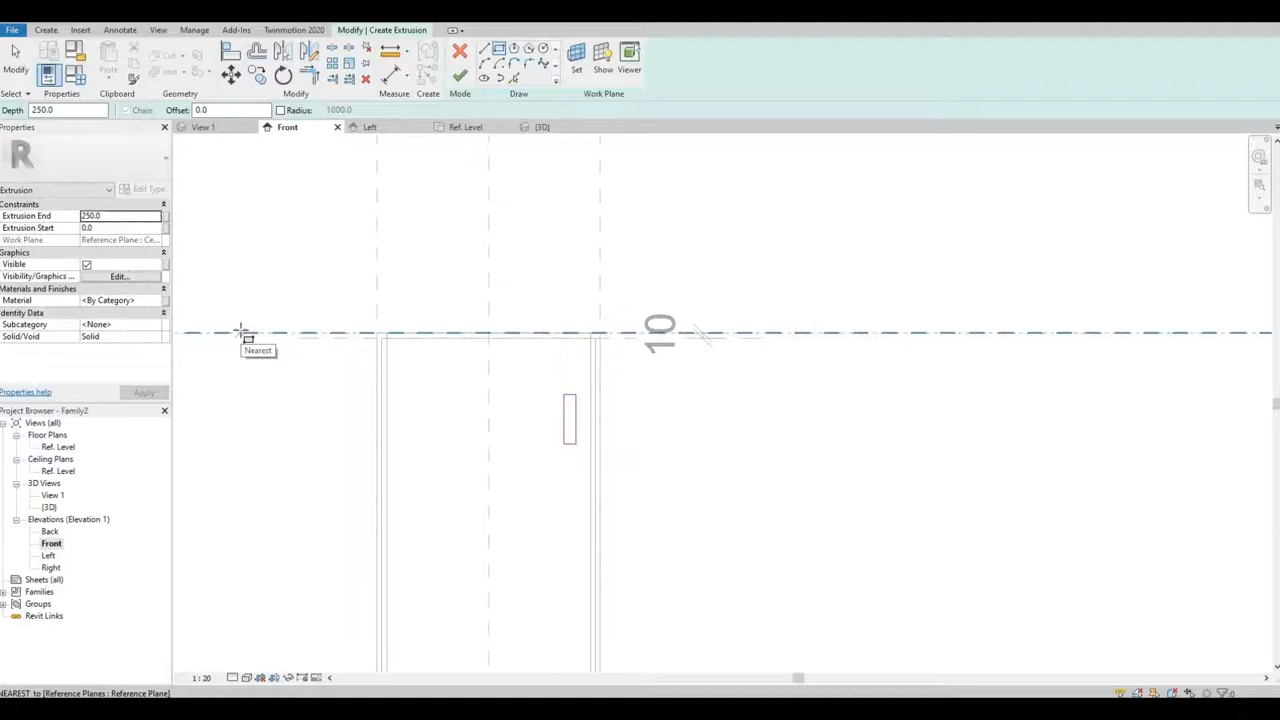 File Create Insert Annotate View Manage Add-Ins Twinmotion 2020 Modify | Create Extrusion
Modify Paste Cut Join
Select Properties Clipboard Geometry Modify Measure Create Mode Draw Work Plane
Set Show Viewer
Depth 250.0 Chain Offset: 0.0 Radius: 1000.0
Properties
View 1 Front Left Ref. Level {3D}
R
Extrusion Edit Type
Constraints
Extrusion End 250.0
Extrusion Start 0.0
Work Plane Reference Plane : Ce...
Graphics
Visible
Visibility/Graphics ... Edit...
Materials and Finishes
Material <By Category>
Identity Data
Subcategory <None>
Solid/Void Solid
Properties help Apply
10
Nearest
Project Browser - Family2
Views (all)
Floor Plans
Ref. Level
Ceiling Plans
Ref. Level
3D Views
View 1
{3D}
Elevations (Elevation 1)
Back
Front
Left
Right
Sheets (all)
Families
Groups
Revit Links
1 : 20
NEAREST to [Reference Planes : Reference Plane]
:0